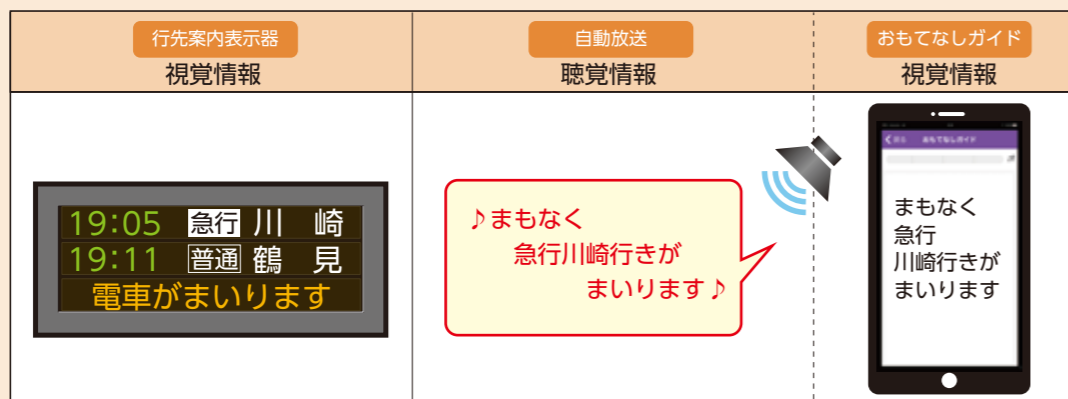 行先案内表示器
視覚情報
自動放送
聴覚情報
おもてなしガイド
視覚情報
19:05 急行 川 崎
19:11 普通 鶴 見
電車がまいります
♪まもなく
急行川崎行きが
まいります♪
おもてなしガイド
まもなく
急行
川崎行きが
まいります